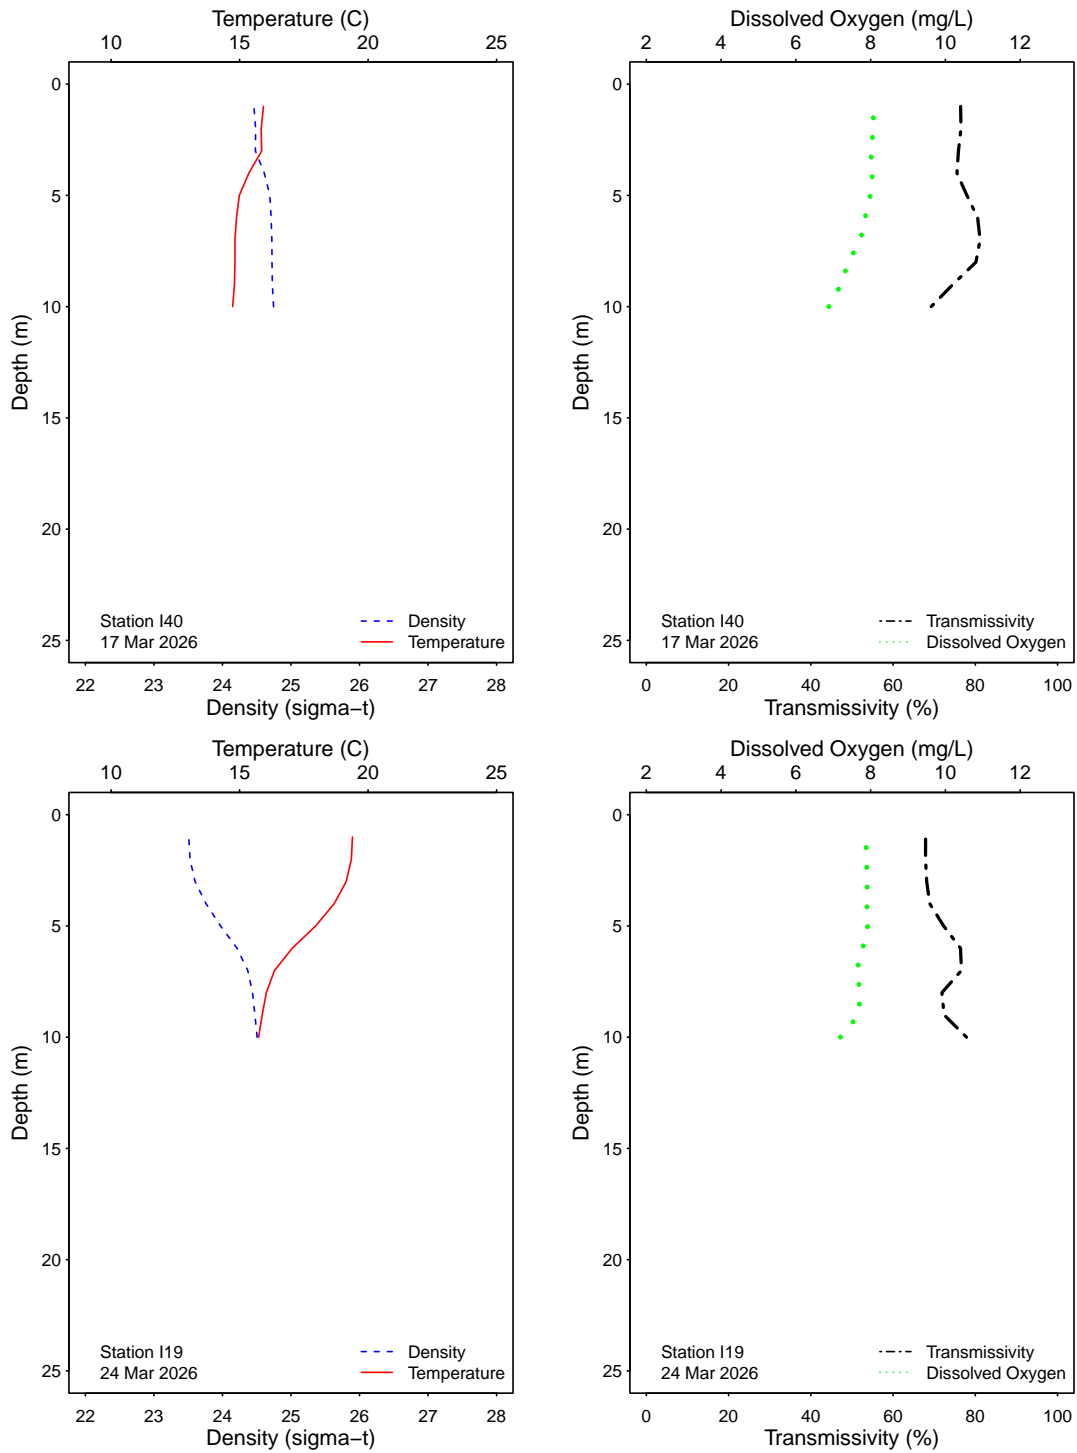 Temperature (C)
10 15 20 25
0
5
10
15
20
25
Depth (m)
Station I40
17 Mar 2026
Density
Temperature
22 23 24 25 26 27 28
Density (sigma−t)
Dissolved Oxygen (mg/L)
2 4 6 8 10 12
0
5
10
15
20
25
Depth (m)
Station I40
17 Mar 2026
Transmissivity
Dissolved Oxygen
0 20 40 60 80 100
Transmissivity (%)
Temperature (C)
10 15 20 25
0
5
10
15
20
25
Depth (m)
Station I19
24 Mar 2026
Density
Temperature
22 23 24 25 26 27 28
Density (sigma−t)
Dissolved Oxygen (mg/L)
2 4 6 8 10 12
0
5
10
15
20
25
Depth (m)
Station I19
24 Mar 2026
Transmissivity
Dissolved Oxygen
0 20 40 60 80 100
Transmissivity (%)